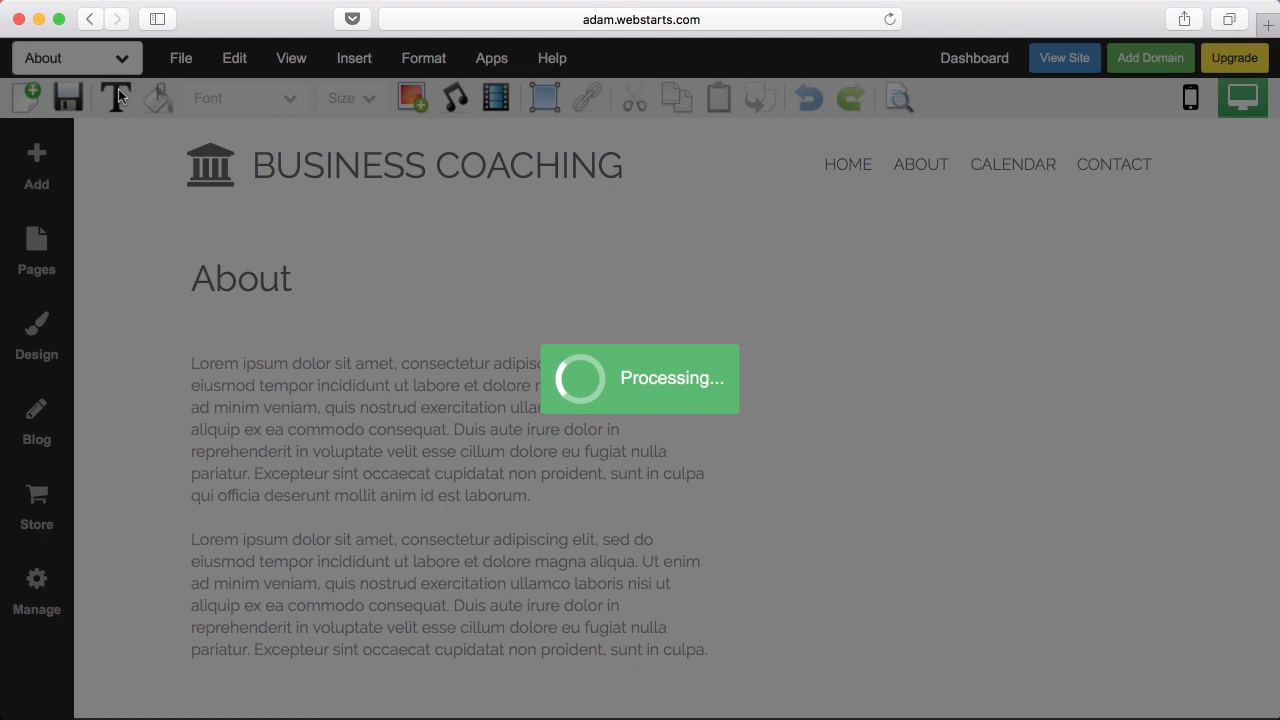 adam.webstarts.com
About File Edit View Insert Format Apps Help Dashboard View Site Add Domain Upgrade
T Font Size
Add
Pages
Design
Blog
Store
Manage
BUSINESS COACHING
HOME ABOUT CALENDAR CONTACT
About
Lorem ipsum dolor sit amet, consectetur
eiusmod tempor incididunt ut labore et dolore
ad minim veniam, quis nostrud exercitation
aliquip ex ea commodo consequat. Duis aute irure dolor in
reprehenderit in voluptate velit esse cillum dolore eu fugiat nulla
pariatur. Excepteur sint occaecat cupidatat non proident, sunt in culpa
qui officia deserunt mollit anim id est laborum.
Processing...
Lorem ipsum dolor sit amet, consectetur adipiscing elit, sed do
eiusmod tempor incididunt ut labore et dolore magna aliqua. Ut enim
ad minim veniam, quis nostrud exercitation ullamco laboris nisi ut
aliquip ex ea commodo consequat. Duis aute irure dolor in
reprehenderit in voluptate velit esse cillum dolore eu fugiat nulla
pariatur. Excepteur sint occaecat cupidatat non proident, sunt in culpa.